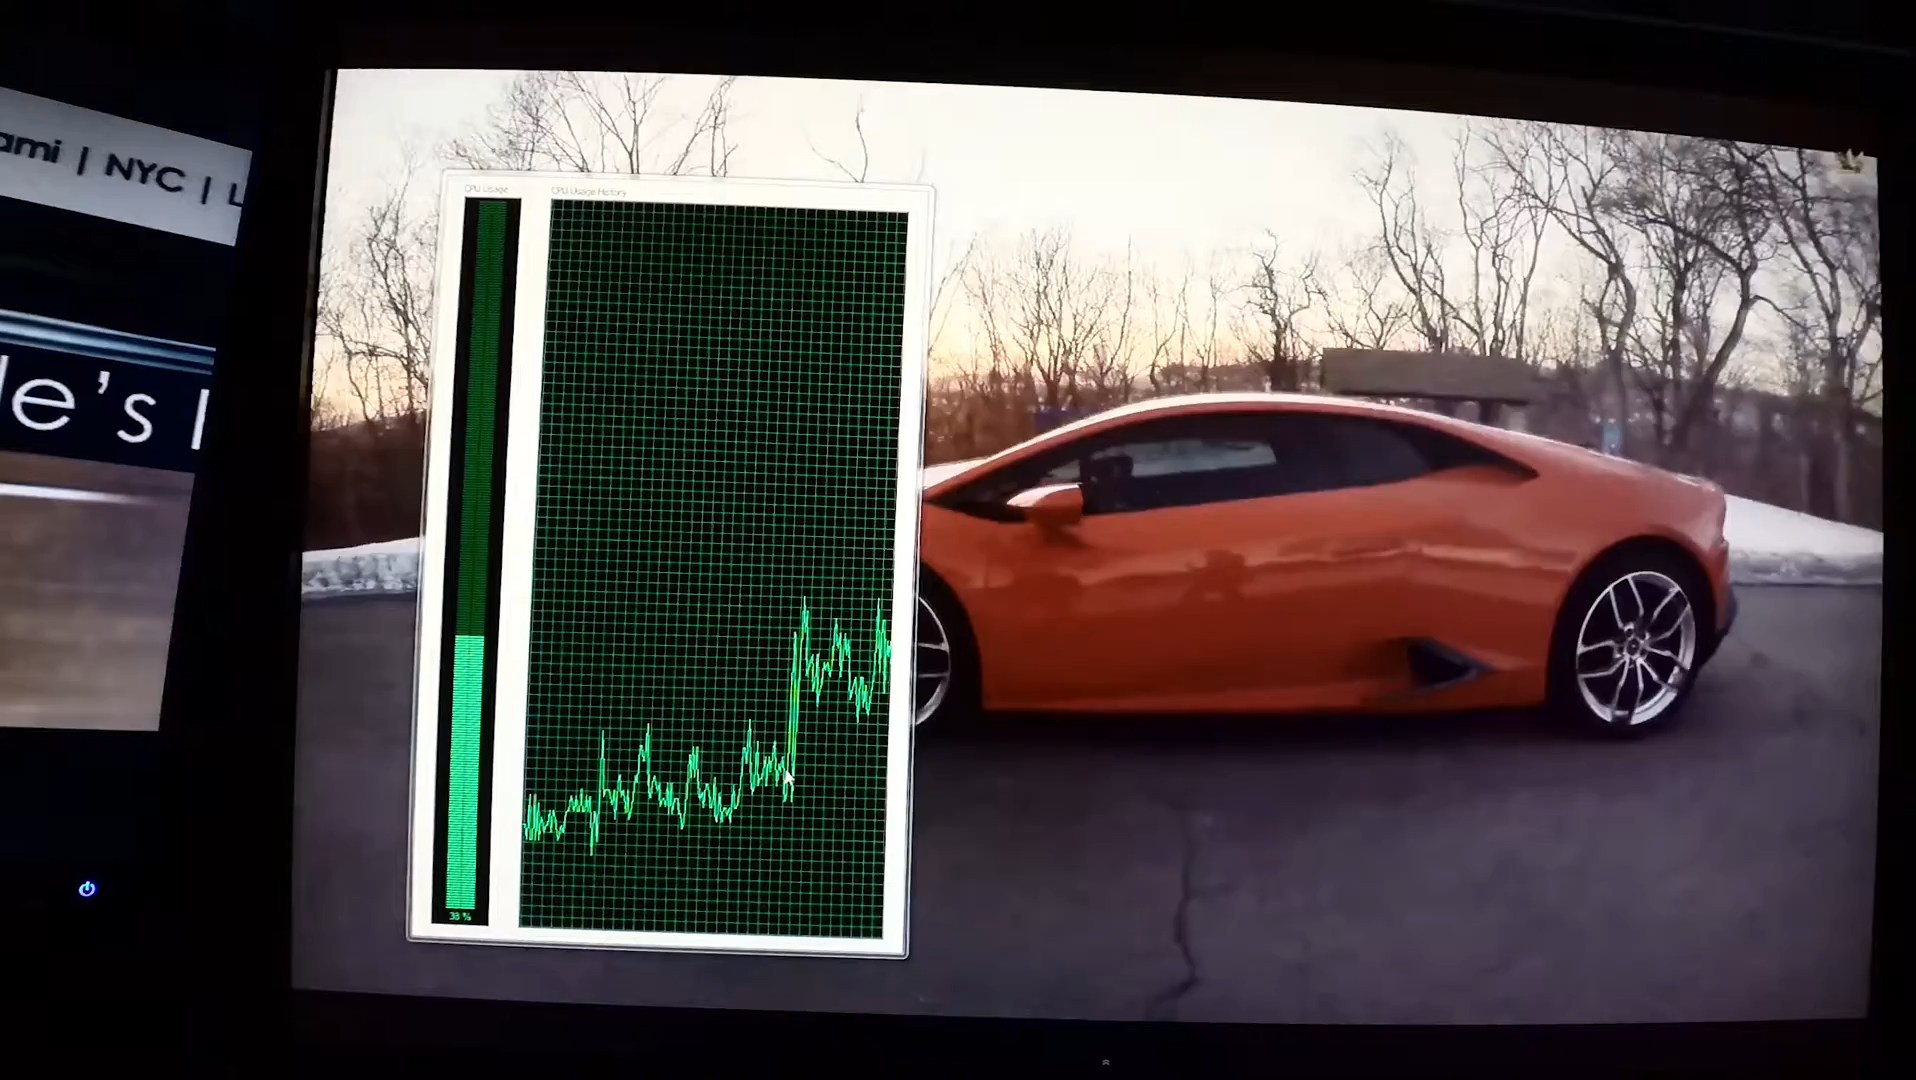 ami | NYC | L
le's l
CPU Usage
CPU Usage History
38 %